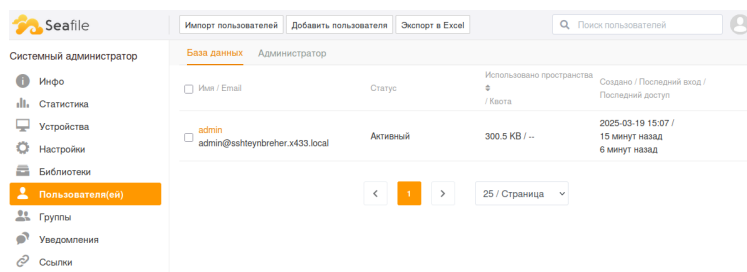 Seafile
Импорт пользователей
Добавить пользователя
Экспорт в Excel
Поиск пользователей
Системный администратор
Инфо
Статистика
Устройства
Настройки
Библиотеки
Пользователя(ей)
Группы
Уведомления
Ссылки
База данных
Администратор
Имя / Email
Статус
Использовано пространства
/ Квота
Создано / Последний вход /
Последний доступ
admin
admin@sshteynbreher.x433.local
Активный
300.5 KB / --
2025-03-19 15:07 /
15 минут назад
6 минут назад
1
25 / Страница